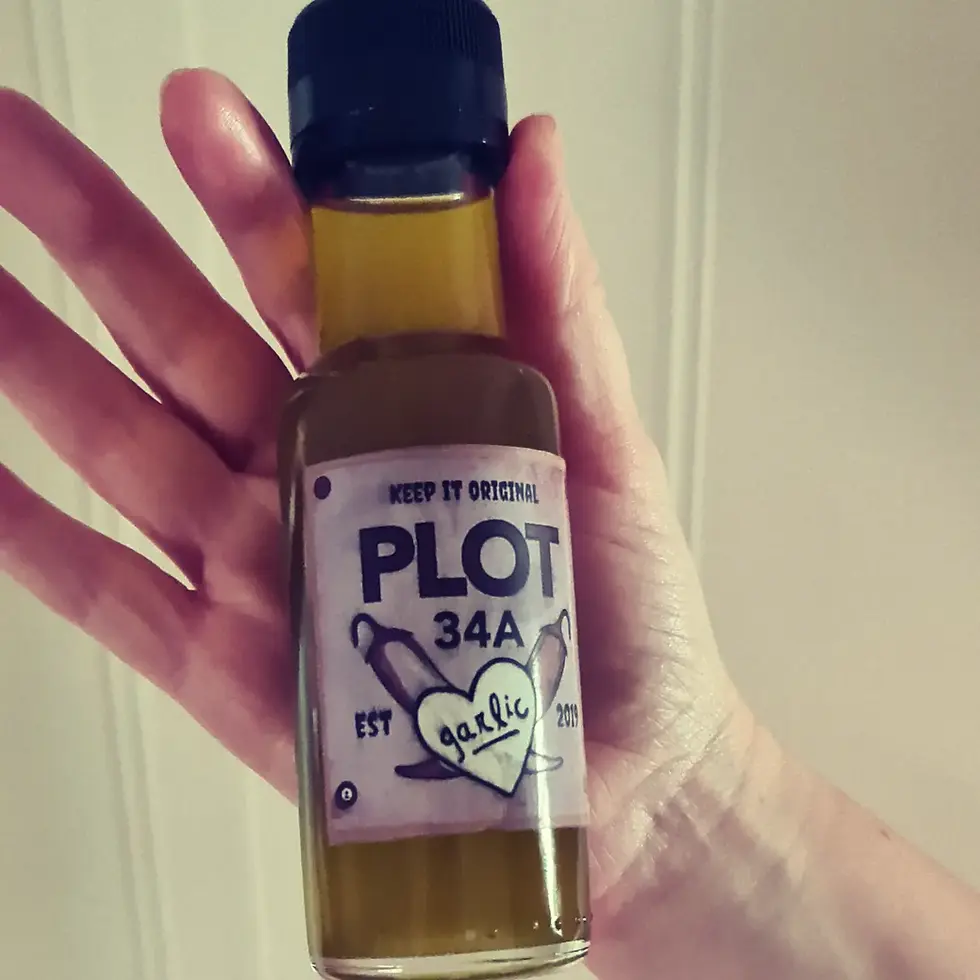 KEEP IT ORIGINAL
PLOT
34A
EST 2019
garlic